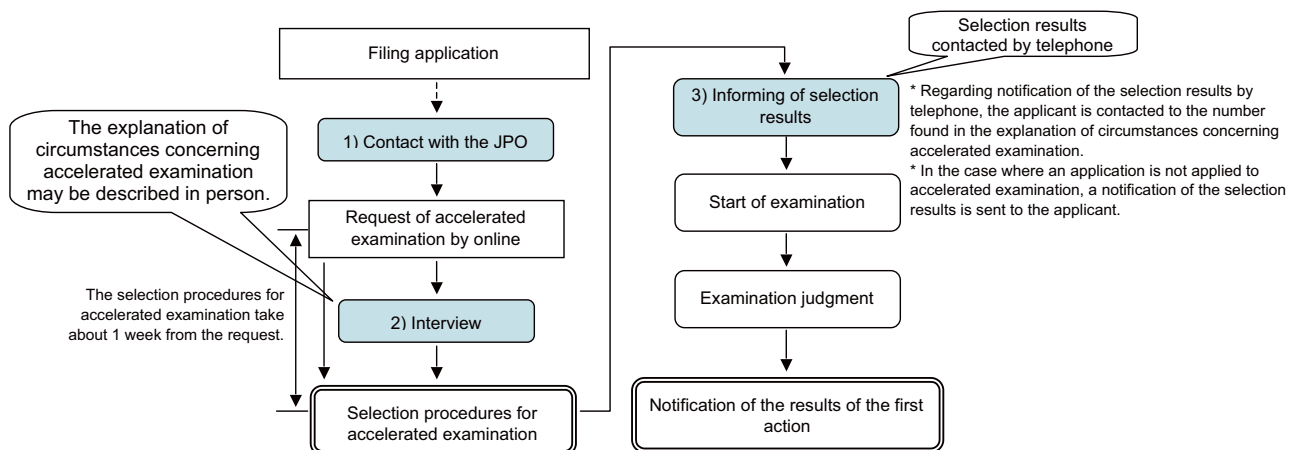 Filing application
1) Contact with the JPO
The explanation of
circumstances concerning
accelerated examination
may be described in person.
Request of accelerated
examination by online
The selection procedures for
accelerated examination take
about 1 week from the request.
2) Interview
Selection procedures for
accelerated examination
Selection results
contacted by telephone
3) Informing of selection
results
* Regarding notification of the selection results by
telephone, the applicant is contacted to the number
found in the explanation of circumstances concerning
accelerated examination.
* In the case where an application is not applied to
accelerated examination, a notification of the selection
results is sent to the applicant.
Start of examination
Examination judgment
Notification of the results of the first
action